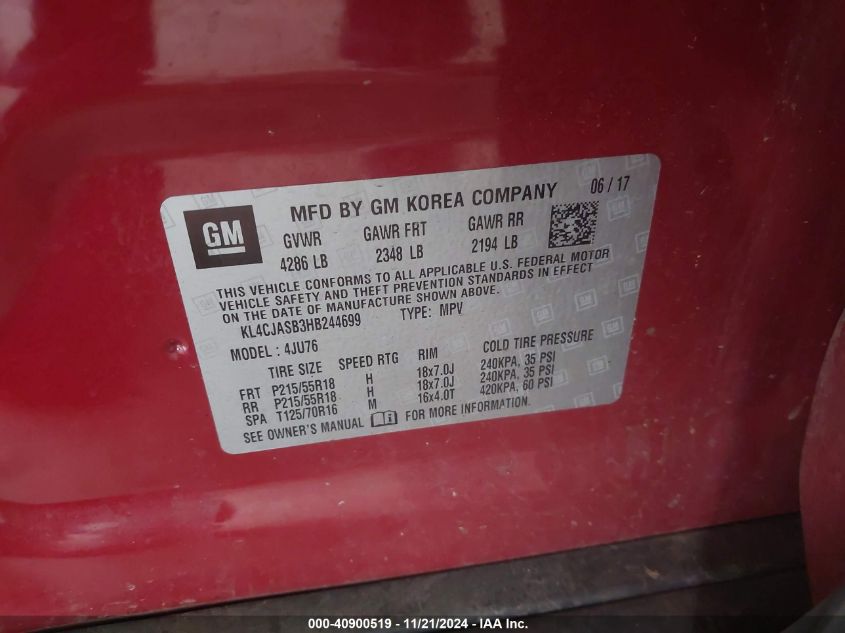 GM
MFD BY GM KOREA COMPANY 06 / 17
GVWR GAWR FRT GAWR RR
4286 LB 2348 LB 2194 LB
THIS VEHICLE CONFORMS TO ALL APPLICABLE U.S. FEDERAL MOTOR
VEHICLE SAFETY AND THEFT PREVENTION STANDARDS IN EFFECT
ON THE DATE OF MANUFACTURE SHOWN ABOVE.
KL4CJASB3HB244699 TYPE: MPV
MODEL: 4JU76
TIRE SIZE SPEED RTG RIM COLD TIRE PRESSURE
FRT P215/55R18 H 18x7.0J 240KPA, 35 PSI
RR P215/55R18 H 18x7.0J 240KPA, 35 PSI
SPA T125/70R16 M 16x4.0T 420KPA, 60 PSI
SEE OWNER'S MANUAL FOR MORE INFORMATION.
000-40900519 - 11/21/2024 - IAA Inc.